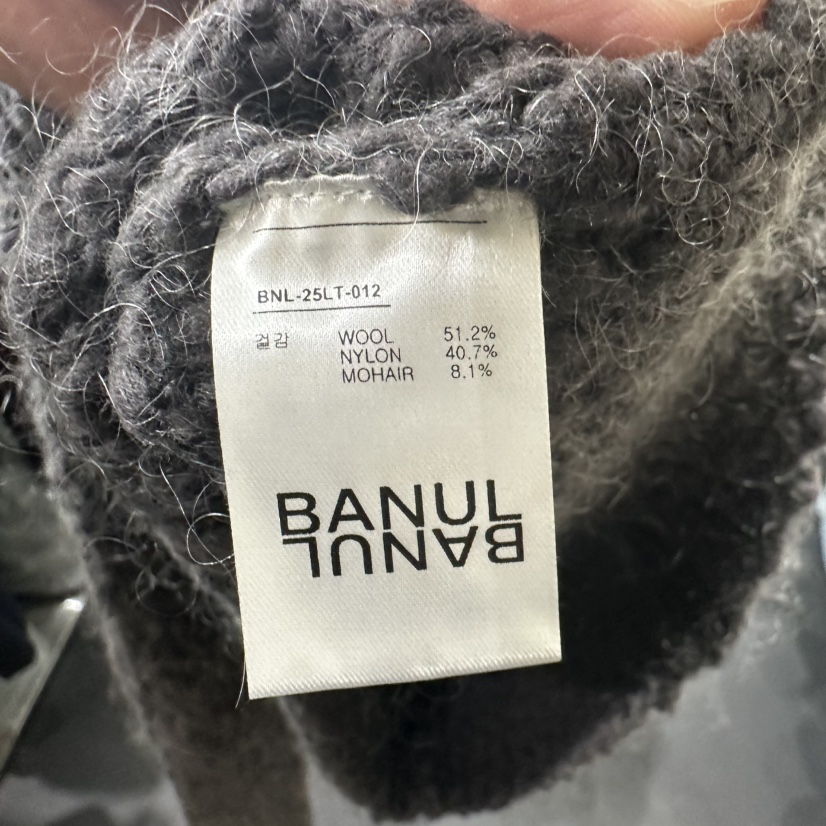 BNL-25LT-012
겉감 WOOL 51.2%
NYLON 40.7%
MOHAIR 8.1%
BANUL
BANUL